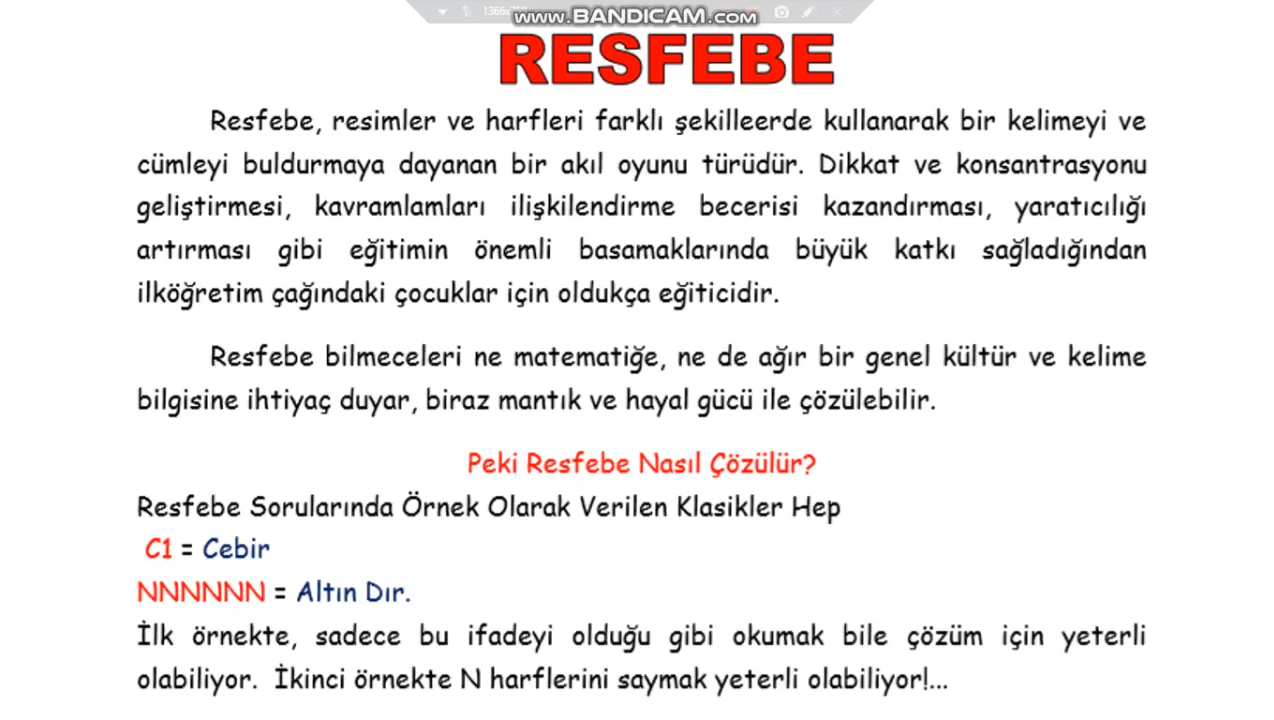 1366x768
www.BANDICAM.com
RESFEBE
Resfebe, resimler ve harfleri farklı şekilleerde kullanarak bir kelimeyi ve
cümleyi buldurmaya dayanan bir akıl oyunu türüdür. Dikkat ve konsantrasyonu
geliştirmesi, kavramlamları ilişkilendirme becerisi kazandırması, yaratıcılığı
artırması gibi eğitimin önemli basamaklarında büyük katkı sağladığından
ilköğretim çağındaki çocuklar için oldukça eğiticidir.
Resfebe bilmeceleri ne matematiğe, ne de ağır bir genel kültür ve kelime
bilgisine ihtiyaç duyar, biraz mantık ve hayal gücü ile çözülebilir.
Peki Resfebe Nasıl Çözülür?
Resfebe Sorularında Örnek Olarak Verilen Klasikler Hep
C1 = Cebir
NNNNNN = Altın Dır.
İlk örnekte, sadece bu ifadeyi olduğu gibi okumak bile çözüm için yeterli
olabiliyor. İkinci örnekte N harflerini saymak yeterli olabiliyor!...